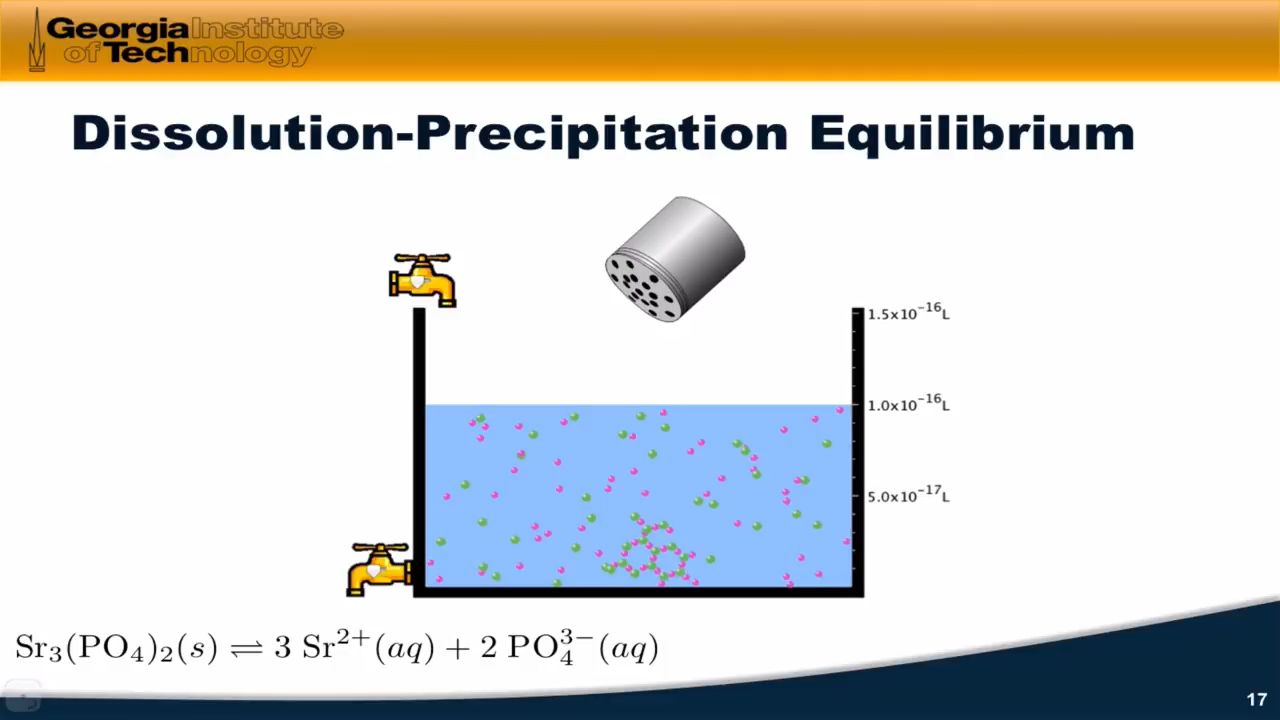 Georgia Institute
of Technology
Dissolution-Precipitation Equilibrium
1.5x10⁻¹⁶L
1.0x10⁻¹⁶L
5.0x10⁻¹⁷L
Sr₃(PO₄)₂(s) ⇌ 3 Sr²⁺(aq) + 2 PO₄³⁻(aq)
17